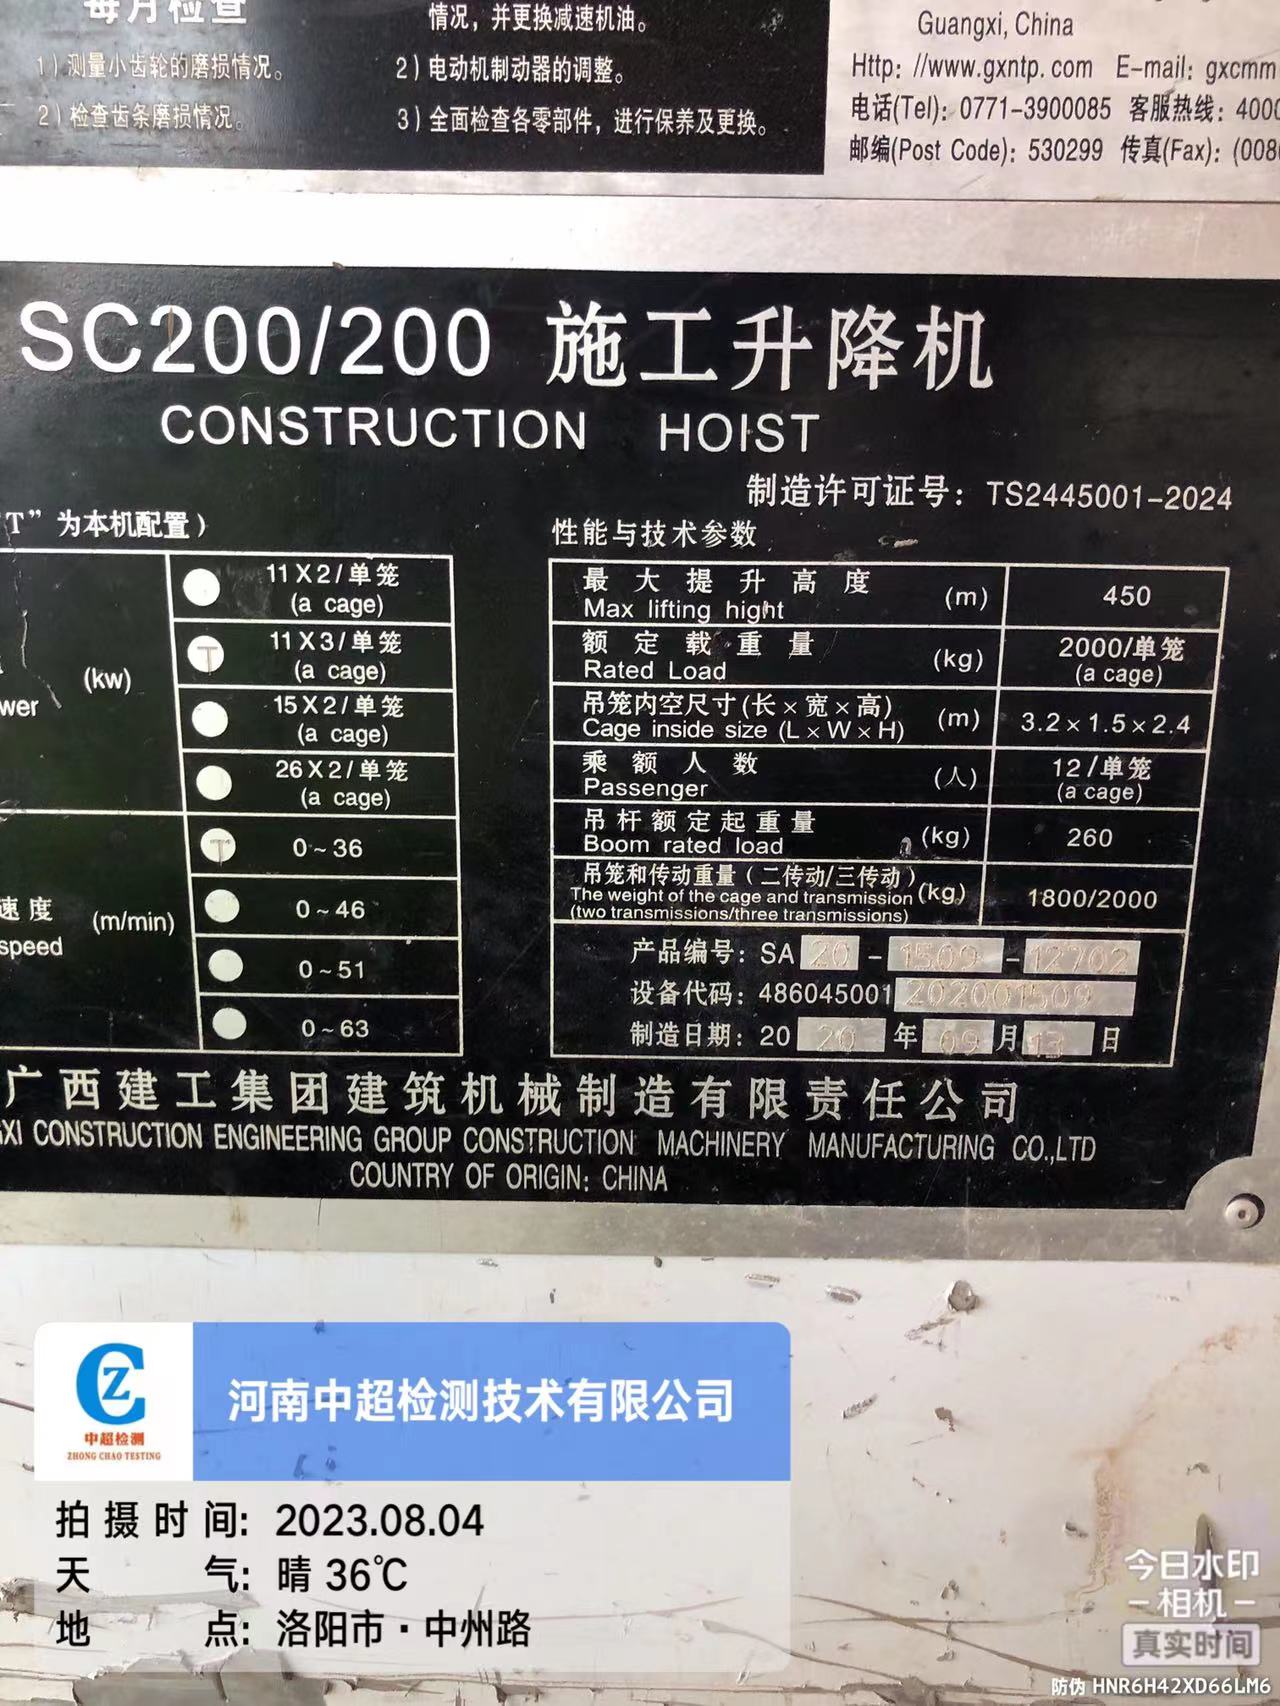 每月检查
1) 测量小齿轮的磨损情况。
2) 检查齿条磨损情况。
情况，并更换减速机油。
2) 电动机制动器的调整。
3) 全面检查各零部件，进行保养及更换。
Guangxi, China
Http: //www.gxntp.com E-mail: gxcmm
电话(Tel): 0771-3900085 客服热线: 4000
邮编(Post Code): 530299 传真(Fax): (008
SC200/200 施工升降机
CONSTRUCTION HOIST
制造许可证号: TS2445001-2024
T”为本机配置)
wer (kw)
11X2/单笼
(a cage)
T 11X3/单笼
(a cage)
15X2/单笼
(a cage)
26X2/单笼
(a cage)
速度 (m/min)
speed
T 0~36
0~46
0~51
0~63
性能与技术参数
最大提升高度 (m) 450
Max lifting hight
额定载重量 (kg) 2000/单笼
Rated Load (a cage)
吊笼内空尺寸(长×宽×高) (m) 3.2×1.5×2.4
Cage inside size (L×W×H)
乘额人数 (人) 12/单笼
Passenger (a cage)
吊杆额定起重量 (kg) 260
Boom rated load
吊笼和传动重量(二传动/三传动) (kg) 1800/2000
The weight of the cage and transmission
(two transmissions/three transmissions)
产品编号: SA 20 - 1509 - 12702
设备代码: 486045001 202001509
制造日期: 20 20 年 09 月 13 日
广西建工集团建筑机械制造有限责任公司
XI CONSTRUCTION ENGINEERING GROUP CONSTRUCTION MACHINERY MANUFACTURING CO.,LTD
COUNTRY OF ORIGIN: CHINA
中超检测
ZHONG CHAO TESTING
河南中超检测技术有限公司
拍摄时间: 2023.08.04
天气: 晴 36℃
地点: 洛阳市·中州路
今日水印
-相机-
真实时间
防伪 HNR6H42XD66LM6